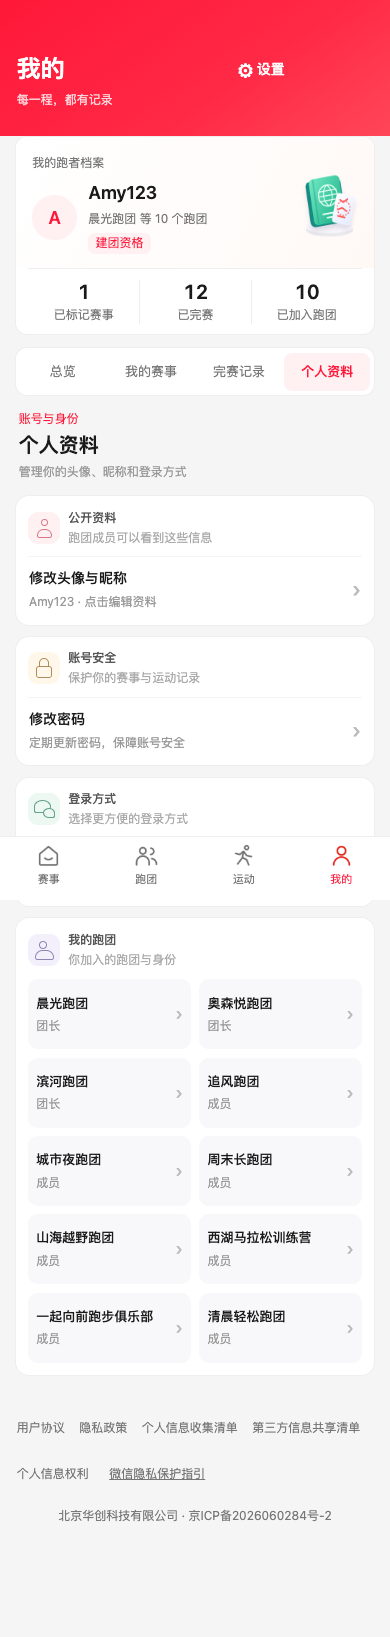 我的
设置
每一程，都有记录
我的跑者档案
A
Amy123
晨光跑团 等 10 个跑团
建团资格
1
12
10
已标记赛事
已完赛
已加入跑团
总览
我的赛事
完赛记录
个人资料
账号与身份
个人资料
管理你的头像、昵称和登录方式
公开资料
跑团成员可以看到这些信息
修改头像与昵称
Amy123 · 点击编辑资料
账号安全
保护你的赛事与运动记录
修改密码
定期更新密码，保障账号安全
登录方式
选择更方便的登录方式
赛事
跑团
运动
我的
我的跑团
你加入的跑团与身份
晨光跑团
团长
奥森悦跑团
团长
滨河跑团
团长
追风跑团
成员
城市夜跑团
成员
周末长跑团
成员
山海越野跑团
成员
西湖马拉松训练营
成员
一起向前跑步俱乐部
成员
清晨轻松跑团
成员
用户协议 隐私政策 个人信息收集清单 第三方信息共享清单
个人信息权利 微信隐私保护指引
北京华创科技有限公司 · 京ICP备2026060284号-2